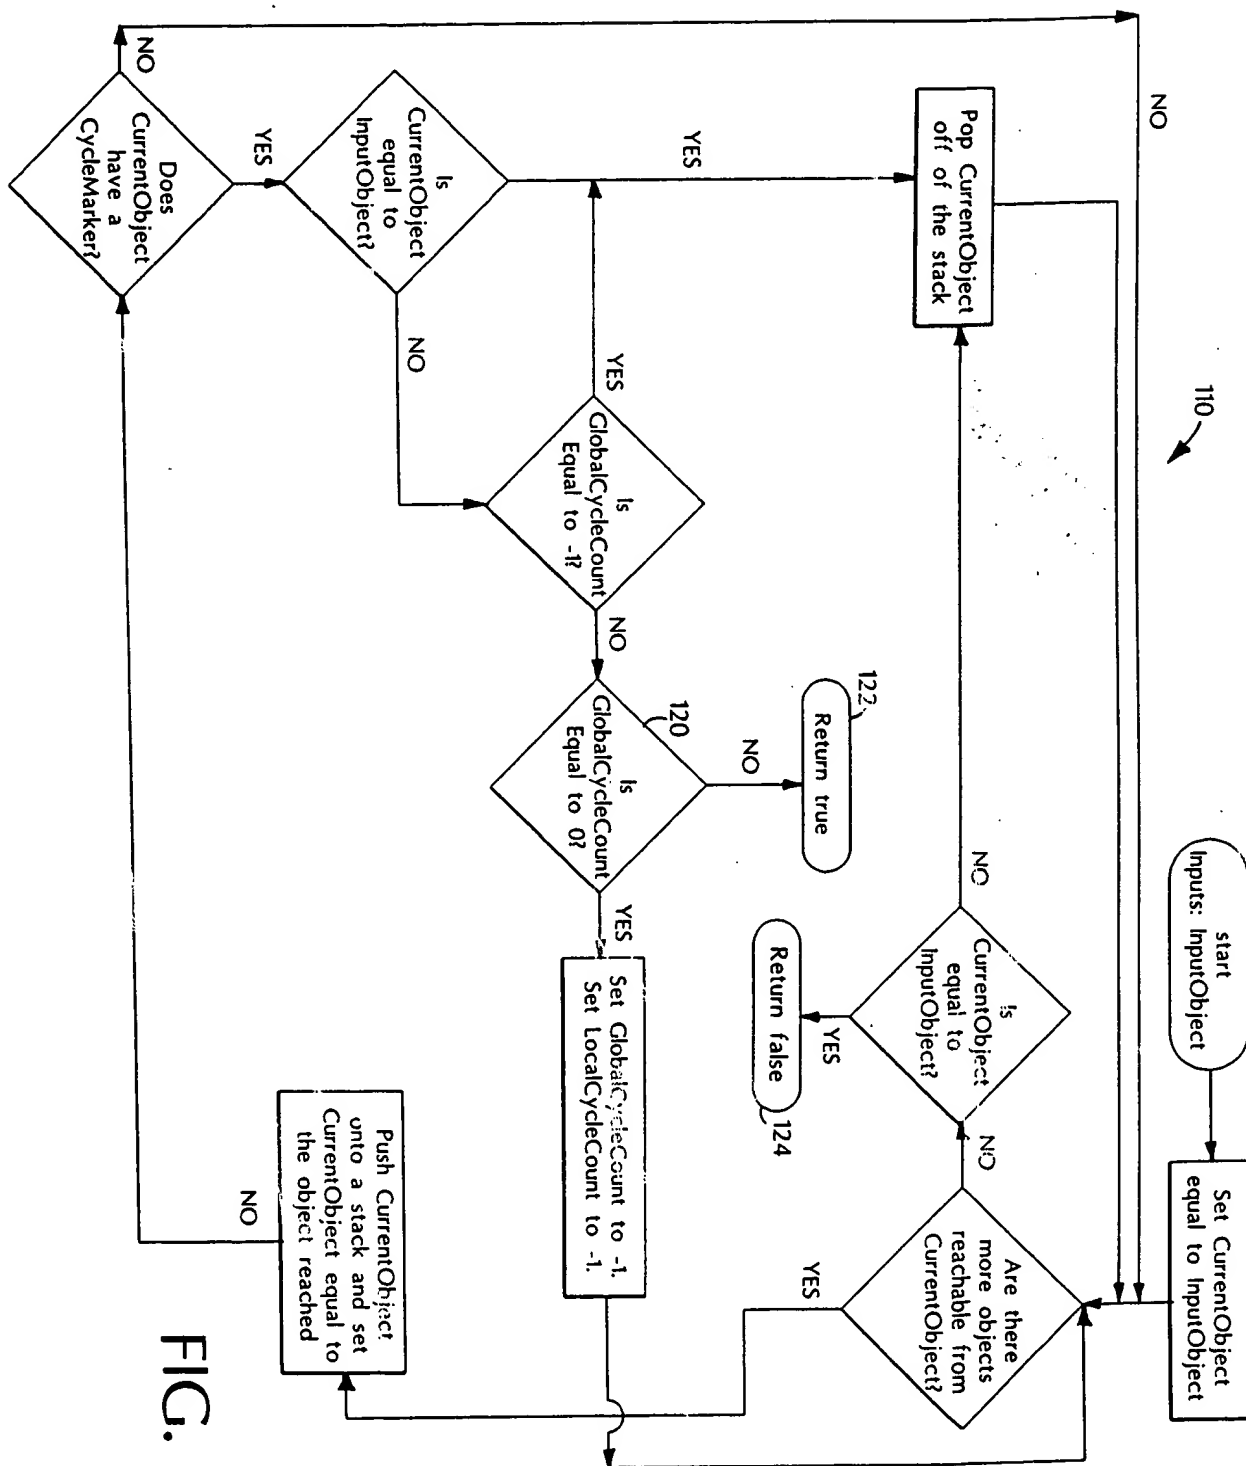 110
start
Inputs: InputObject
Set CurrentObject
equal to InputObject
NO
Are there
more objects
reachable from
CurrentObject?
NO
YES
Is
CurrentObject
equal to
InputObject?
NO
YES
Return false
124
Pop CurrentObject
off of the stack
YES
122
Return true
NO
120
Is
GlobalCycleCount
Equal to 0?
YES
Set GlobalCycleCount to -1.
Set LocalCycleCount to -1.
Is
GlobalCycleCount
Equal to -1?
YES
NO
Is
CurrentObject
equal to
InputObject?
NO
YES
Does
CurrentObject
have a
CycleMarker?
NO
Push CurrentObject
onto a stack and set
CurrentObject equal to
the object reached
NO
FIG.